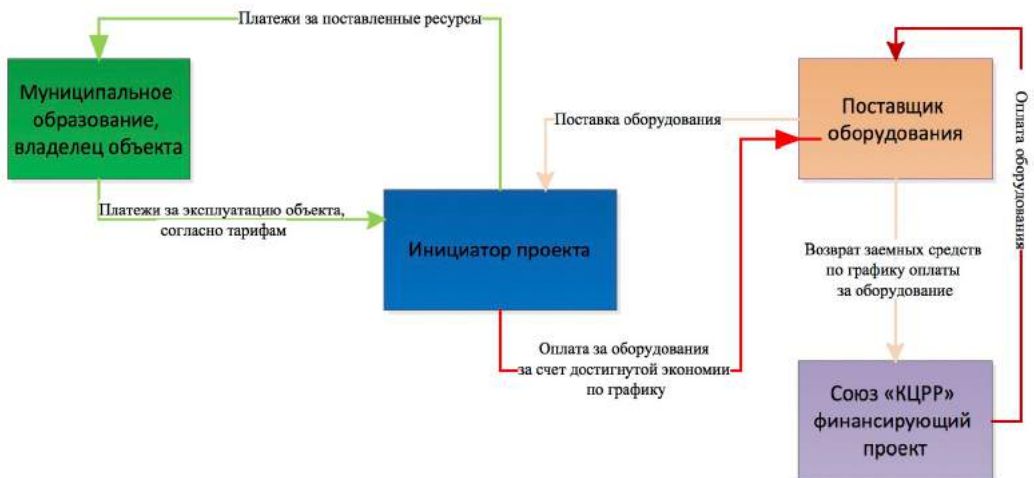 Платежи за поставленные ресурсы
Муниципальное
образование,
владелец объекта
Поставка оборудования
Поставщик
оборудования
Оплата оборудования
Платежи за эксплуатацию объекта,
согласно тарифам
Инициатор проекта
Возврат заемных средств
по графику оплаты
за оборудование
Оплата за оборудования
за счет достигнутой экономии
по графику
Союз «КЦРР»
финансирующий
проект